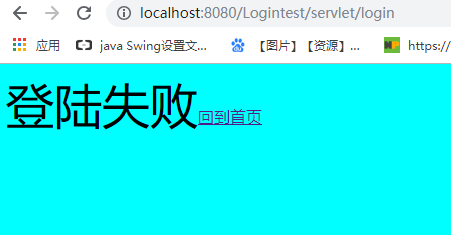 localhost:8080/Logintest/servlet/login
应用 java Swing设置文... 【图片】【资源】... https://
登陆失败回到首页